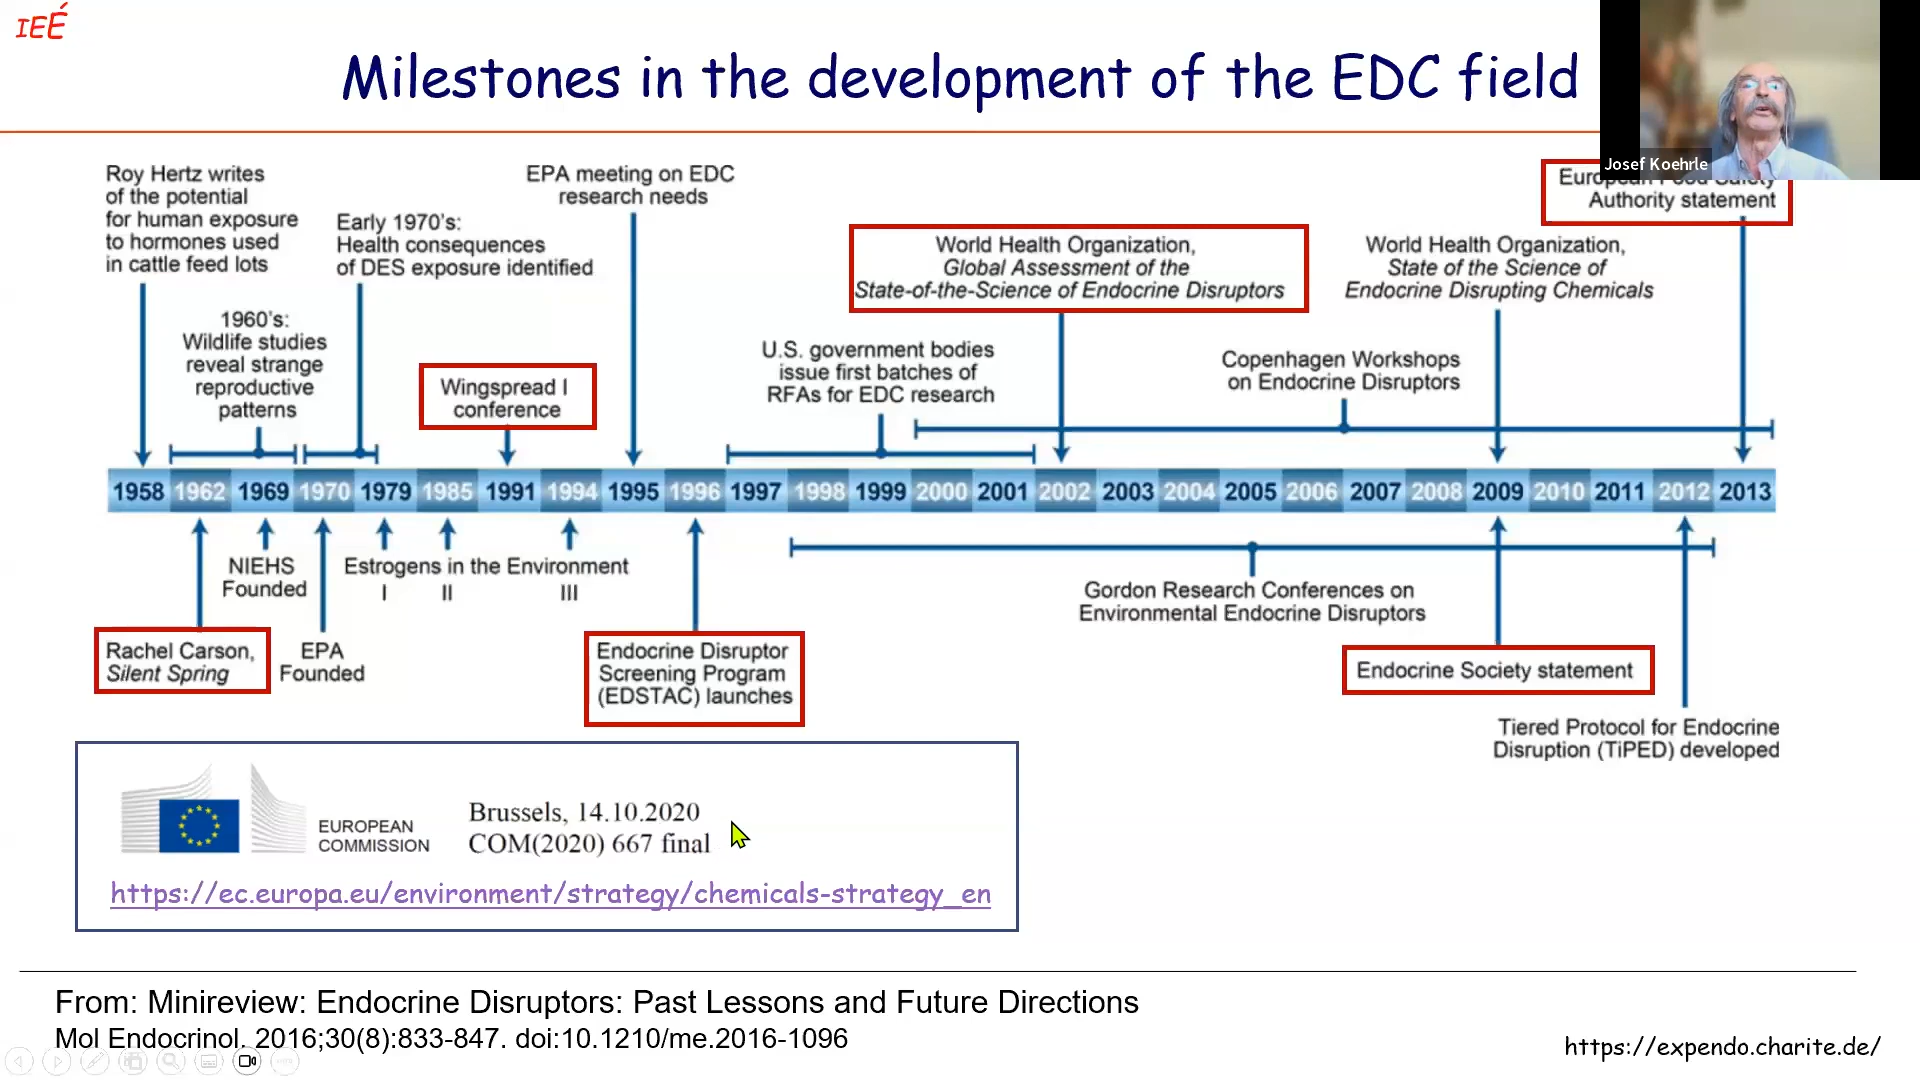 IEÉ
Milestones in the development of the EDC field
Josef Koehrle
Roy Hertz writes
of the potential
for human exposure
to hormones used
in cattle feed lots
Early 1970's:
Health consequences
of DES exposure identified
EPA meeting on EDC
research needs
European Food Safety
Authority statement
World Health Organization,
Global Assessment of the
State-of-the-Science of Endocrine Disruptors
World Health Organization,
State of the Science of
Endocrine Disrupting Chemicals
1960's:
Wildlife studies
reveal strange
reproductive
patterns
Wingspread I
conference
U.S. government bodies
issue first batches of
RFAs for EDC research
Copenhagen Workshops
on Endocrine Disruptors
1958 1962 1969 1970 1979 1985 1991 1994 1995 1996 1997 1998 1999 2000 2001 2002 2003 2004 2005 2006 2007 2008 2009 2010 2011 2012 2013
NIEHS
Founded
Estrogens in the Environment
I II III
Gordon Research Conferences on
Environmental Endocrine Disruptors
Rachel Carson,
Silent Spring
EPA
Founded
Endocrine Disruptor
Screening Program
(EDSTAC) launches
Endocrine Society statement
Tiered Protocol for Endocrine
Disruption (TiPED) developed
EUROPEAN
COMMISSION
Brussels, 14.10.2020
COM(2020) 667 final
https://ec.europa.eu/environment/strategy/chemicals-strategy_en
From: Minireview: Endocrine Disruptors: Past Lessons and Future Directions
Mol Endocrinol. 2016;30(8):833-847. doi:10.1210/me.2016-1096
https://expendo.charite.de/